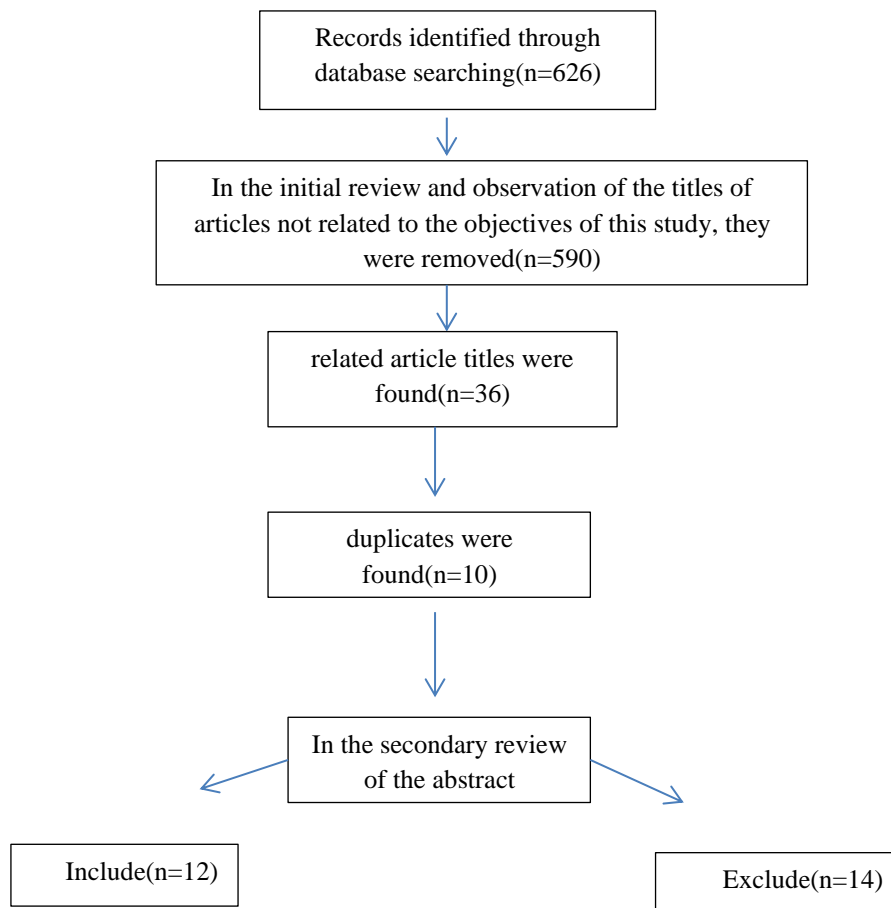 Records identified through
database searching(n=626)
In the initial review and observation of the titles of
articles not related to the objectives of this study, they
were removed(n=590)
related article titles were
found(n=36)
duplicates were
found(n=10)
In the secondary review
of the abstract
Include(n=12)
Exclude(n=14)